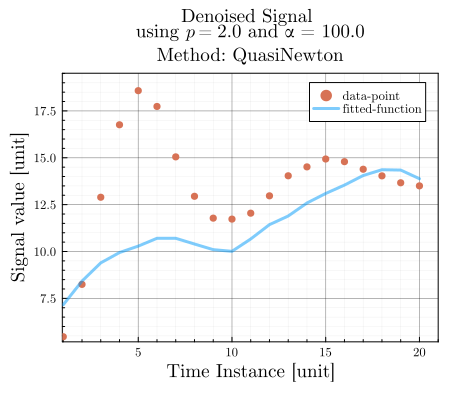 Denoised Signal
using p = 2.0 and α = 100.0
Method: QuasiNewton
data-point
fitted-function
17.5
15.0
12.5
10.0
7.5
Signal value [unit]
5
10
15
20
Time Instance [unit]